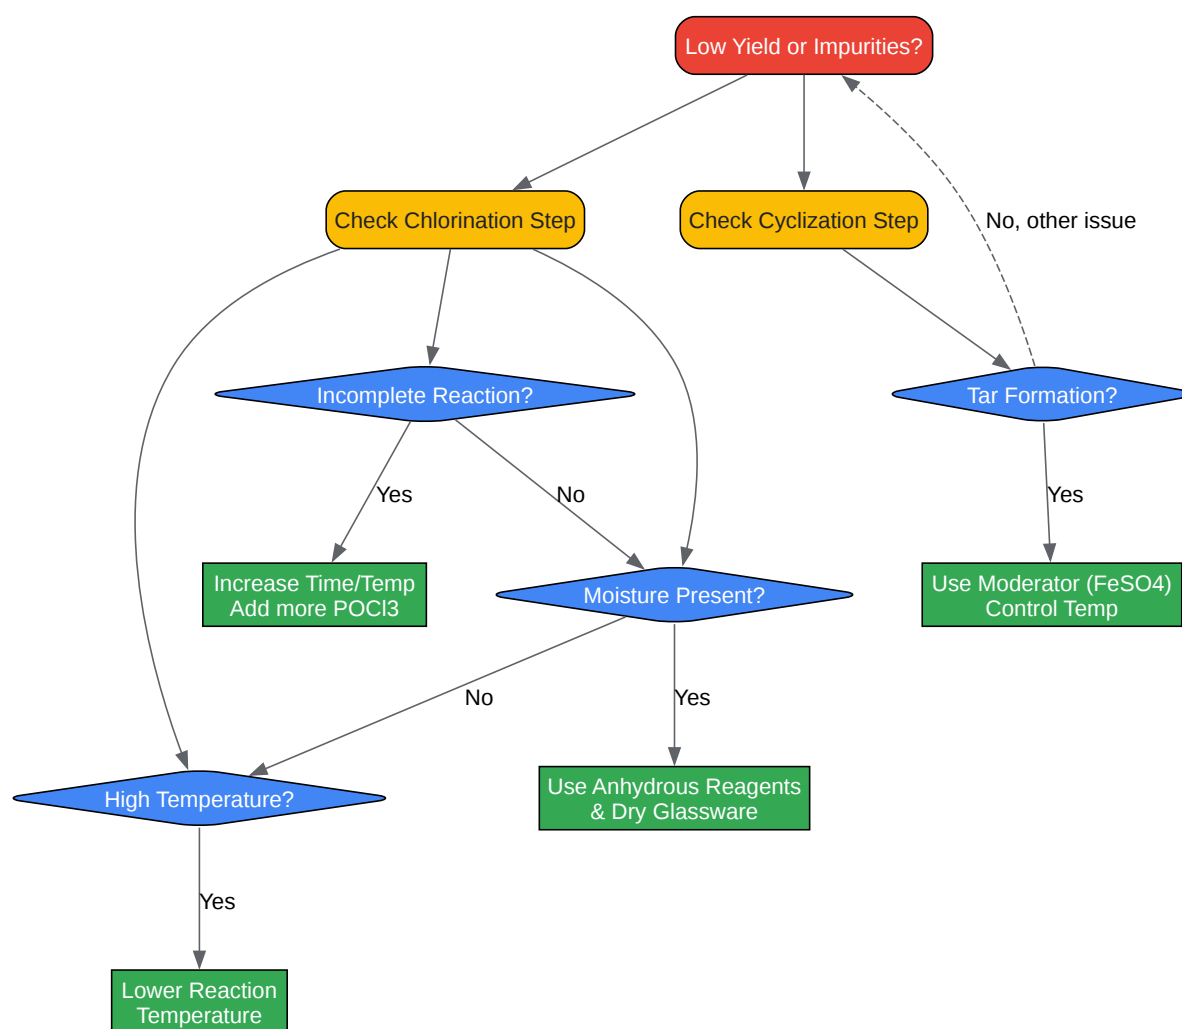 Low Yield or Impurities?
Check Chlorination Step
Check Cyclization Step
No, other issue
Incomplete Reaction?
Tar Formation?
Yes
No
Yes
Increase Time/Temp
Add more POCl3
Moisture Present?
Use Moderator (FeSO4)
Control Temp
No
Yes
High Temperature?
Use Anhydrous Reagents
& Dry Glassware
Yes
Lower Reaction
Temperature